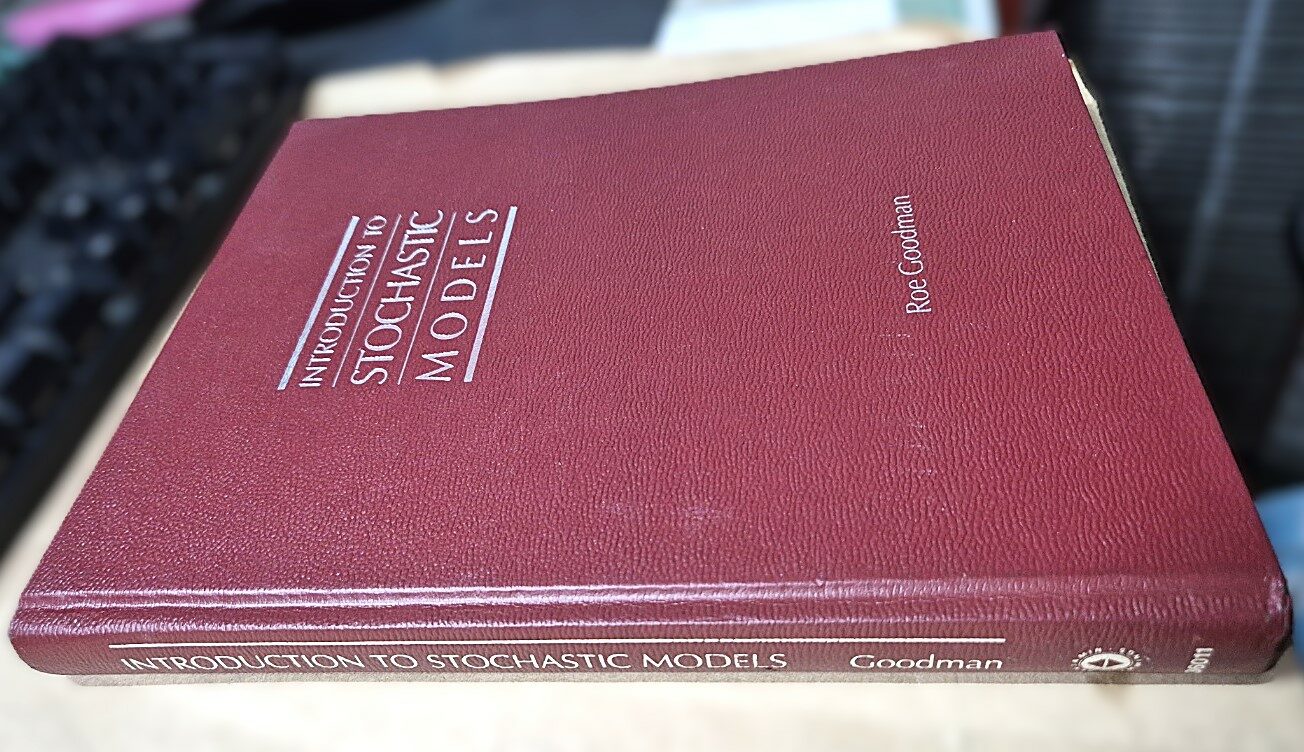 INTRODUCTION TO
STOCHASTIC
MODELS
Roe Goodman
INTRODUCTION TO STOCHASTIC MODELS Goodman